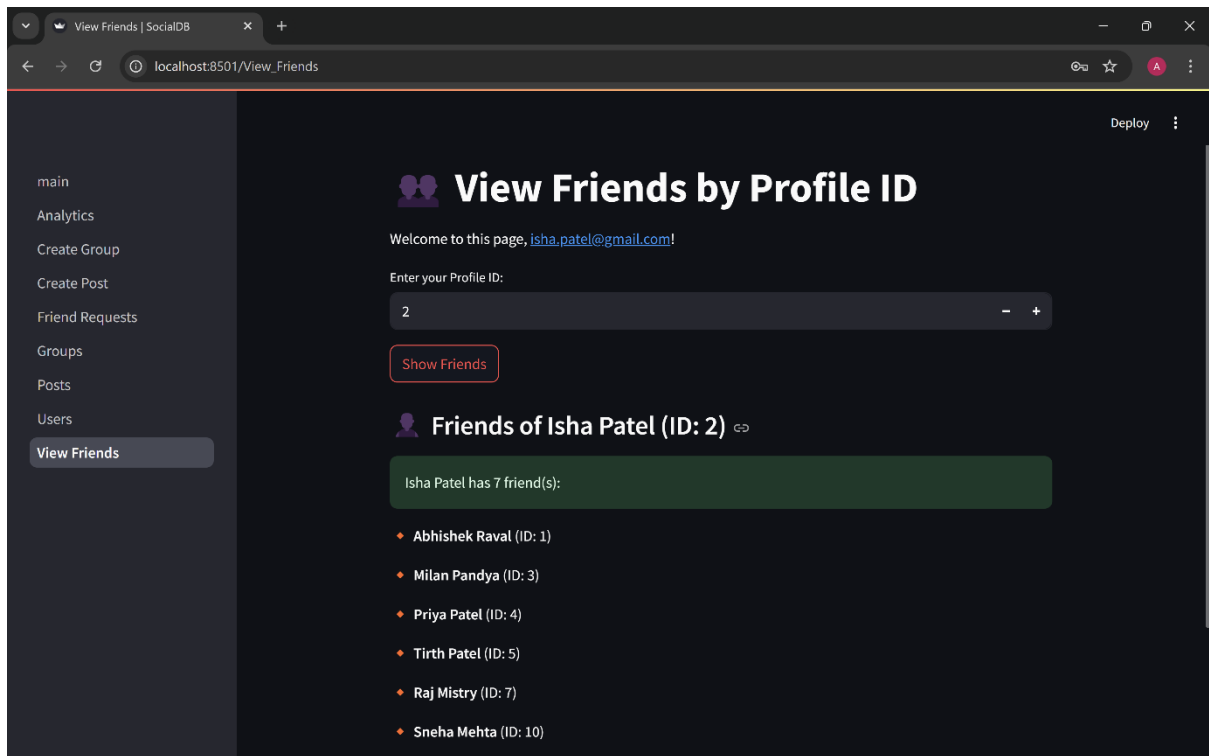 View Friends | SocialDB
localhost:8501/View_Friends
A
Deploy
main
Analytics
Create Group
Create Post
Friend Requests
Groups
Posts
Users
View Friends
View Friends by Profile ID
Welcome to this page, isha.patel@gmail.com!
Enter your Profile ID:
2
Show Friends
Friends of Isha Patel (ID: 2)
Isha Patel has 7 friend(s):
Abhishek Raval (ID: 1)
Milan Pandya (ID: 3)
Priya Patel (ID: 4)
Tirth Patel (ID: 5)
Raj Mistry (ID: 7)
Sneha Mehta (ID: 10)